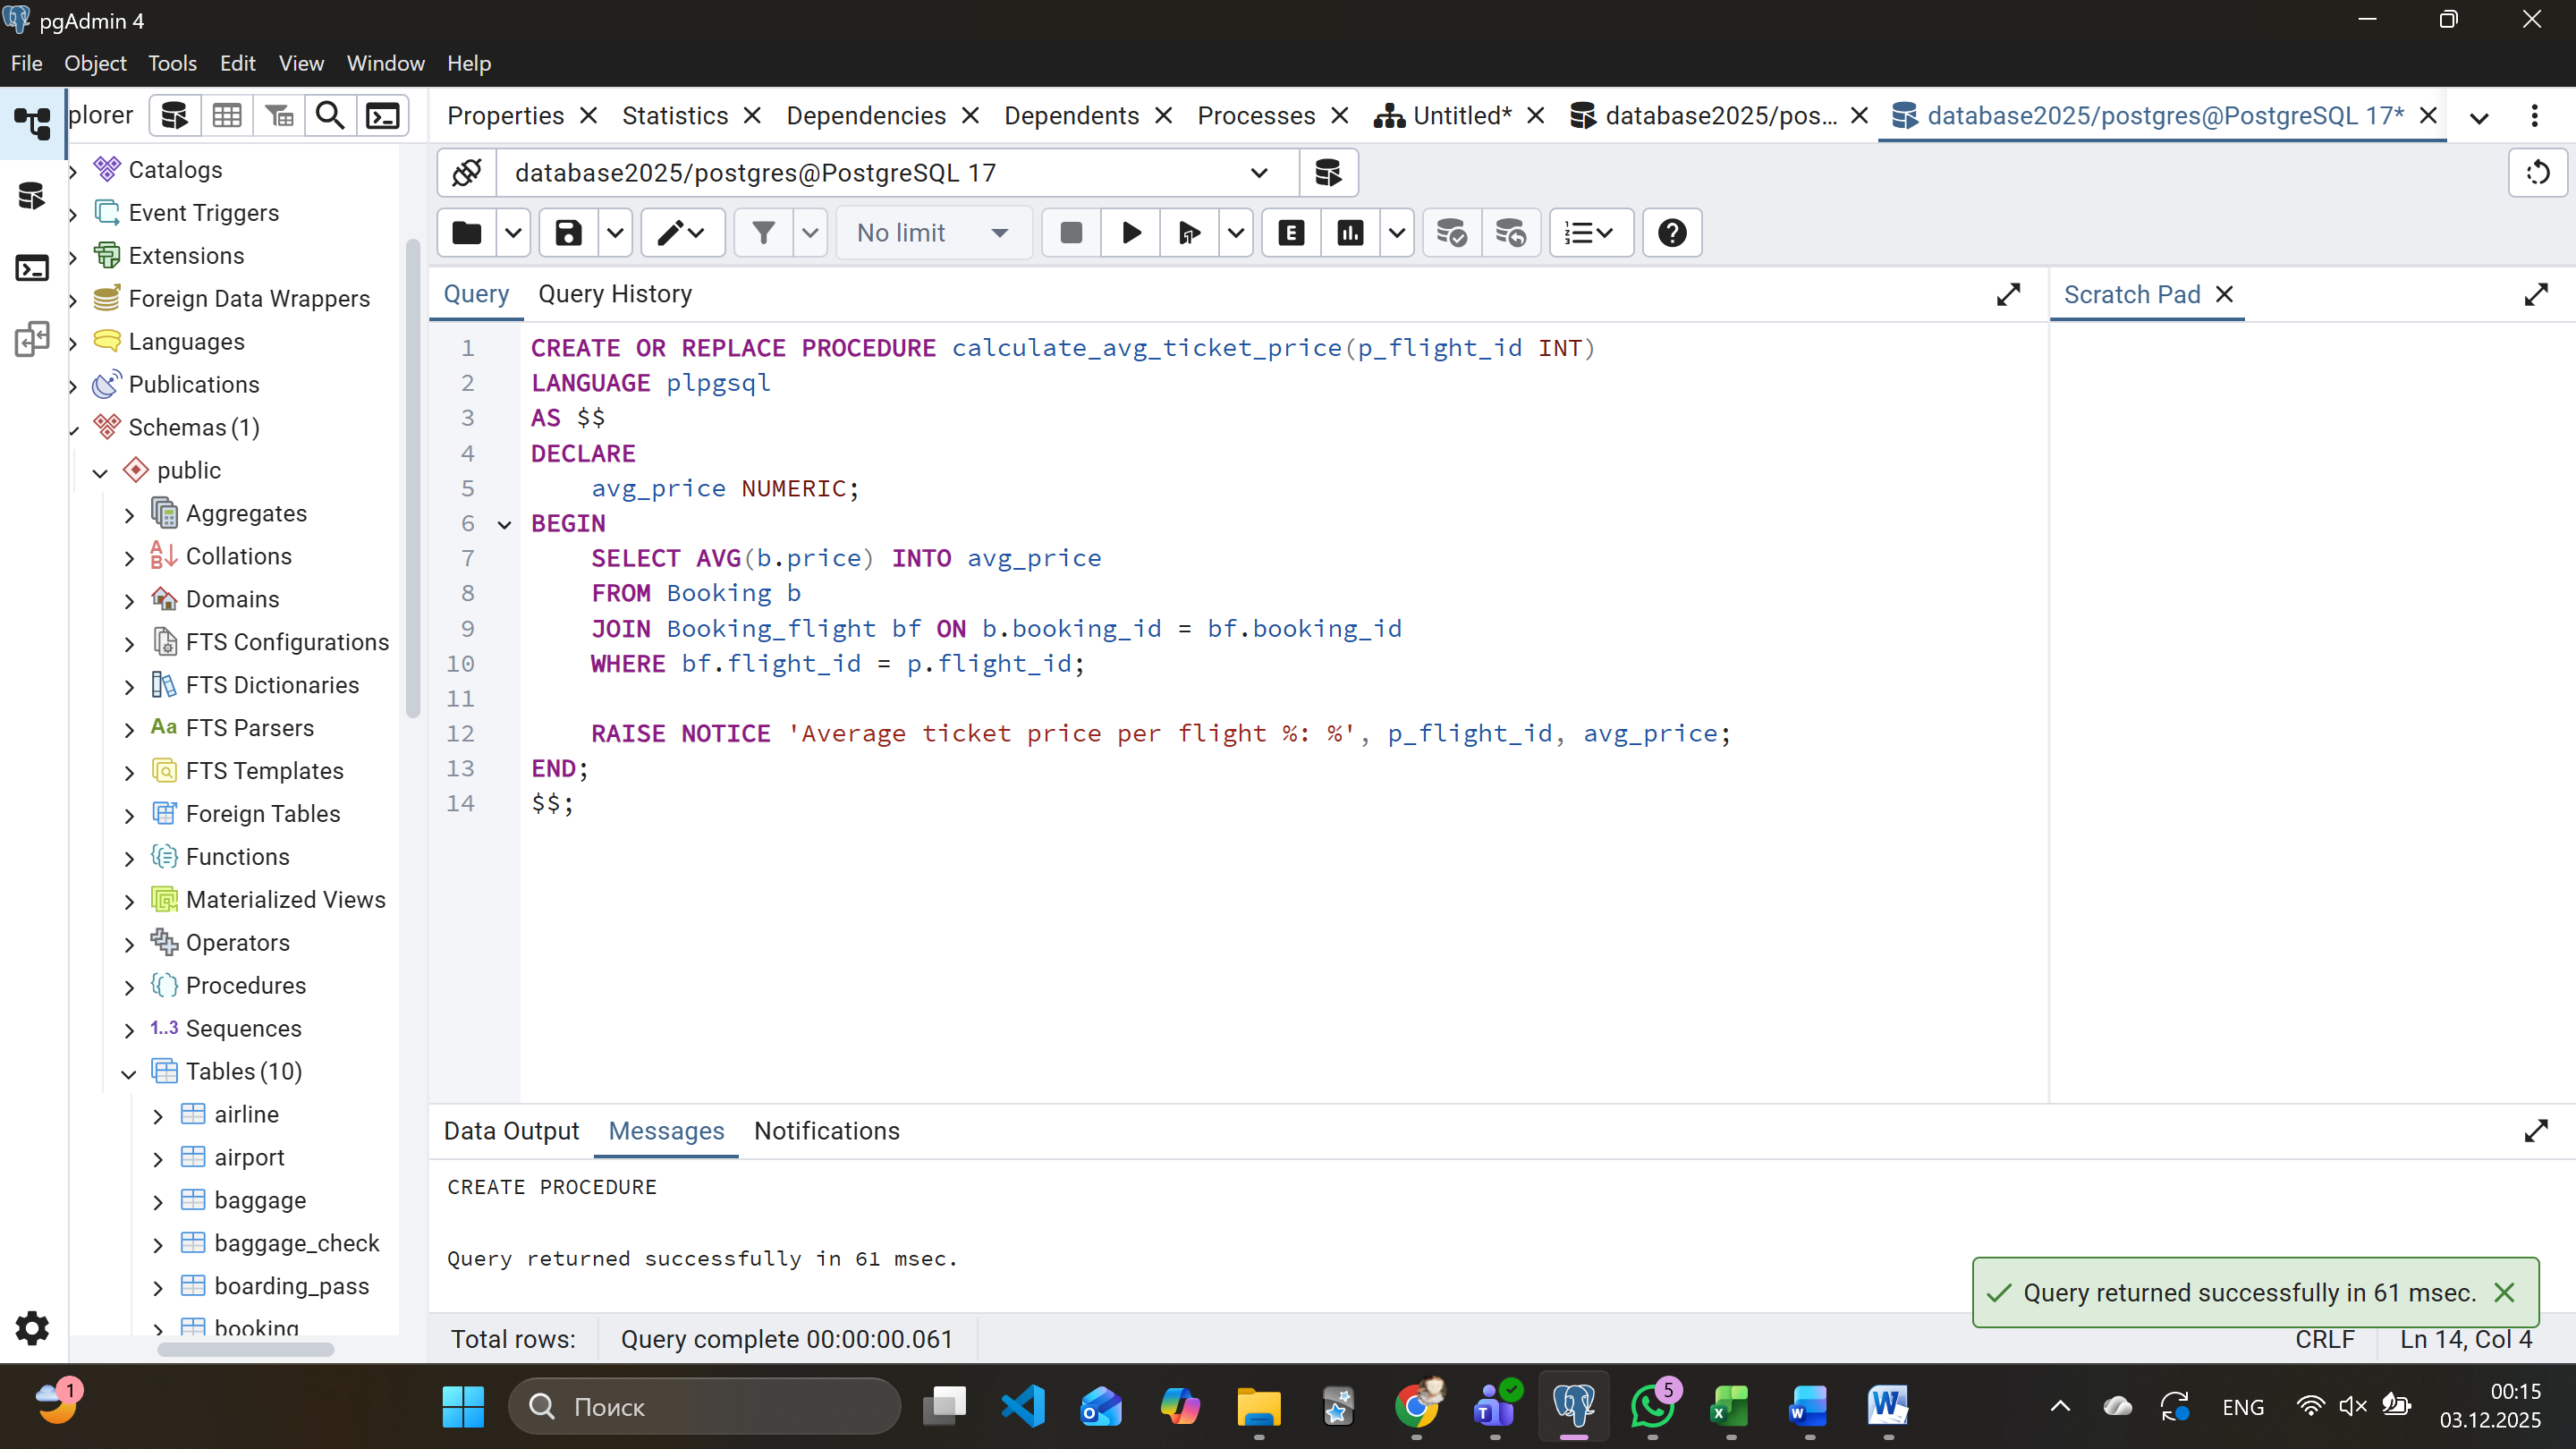 pgAdmin 4
File Object Tools Edit View Window Help
plorer
Properties Statistics Dependencies Dependents Processes Untitled* database2025/pos... database2025/postgres@PostgreSQL 17*
Catalogs
Event Triggers
Extensions
Foreign Data Wrappers
Languages
Publications
Schemas (1)
public
Aggregates
Collations
Domains
FTS Configurations
FTS Dictionaries
Aa FTS Parsers
FTS Templates
Foreign Tables
Functions
Materialized Views
Operators
Procedures
1..3 Sequences
Tables (10)
airline
airport
baggage
baggage_check
boarding_pass
booking
database2025/postgres@PostgreSQL 17
No limit
E
Query Query History
Scratch Pad
1 CREATE OR REPLACE PROCEDURE calculate_avg_ticket_price(p_flight_id INT)
2 LANGUAGE plpgsql
3 AS $$
4 DECLARE
5 avg_price NUMERIC;
6 BEGIN
7 SELECT AVG(b.price) INTO avg_price
8 FROM Booking b
9 JOIN Booking_flight bf ON b.booking_id = bf.booking_id
10 WHERE bf.flight_id = p.flight_id;
11
12 RAISE NOTICE 'Average ticket price per flight %: %', p_flight_id, avg_price;
13 END;
14 $$;
Data Output Messages Notifications
CREATE PROCEDURE
Query returned successfully in 61 msec.
Query returned successfully in 61 msec.
Total rows: Query complete 00:00:00.061
CRLF Ln 14, Col 4
1
Поиск
5
ENG
00:15
03.12.2025